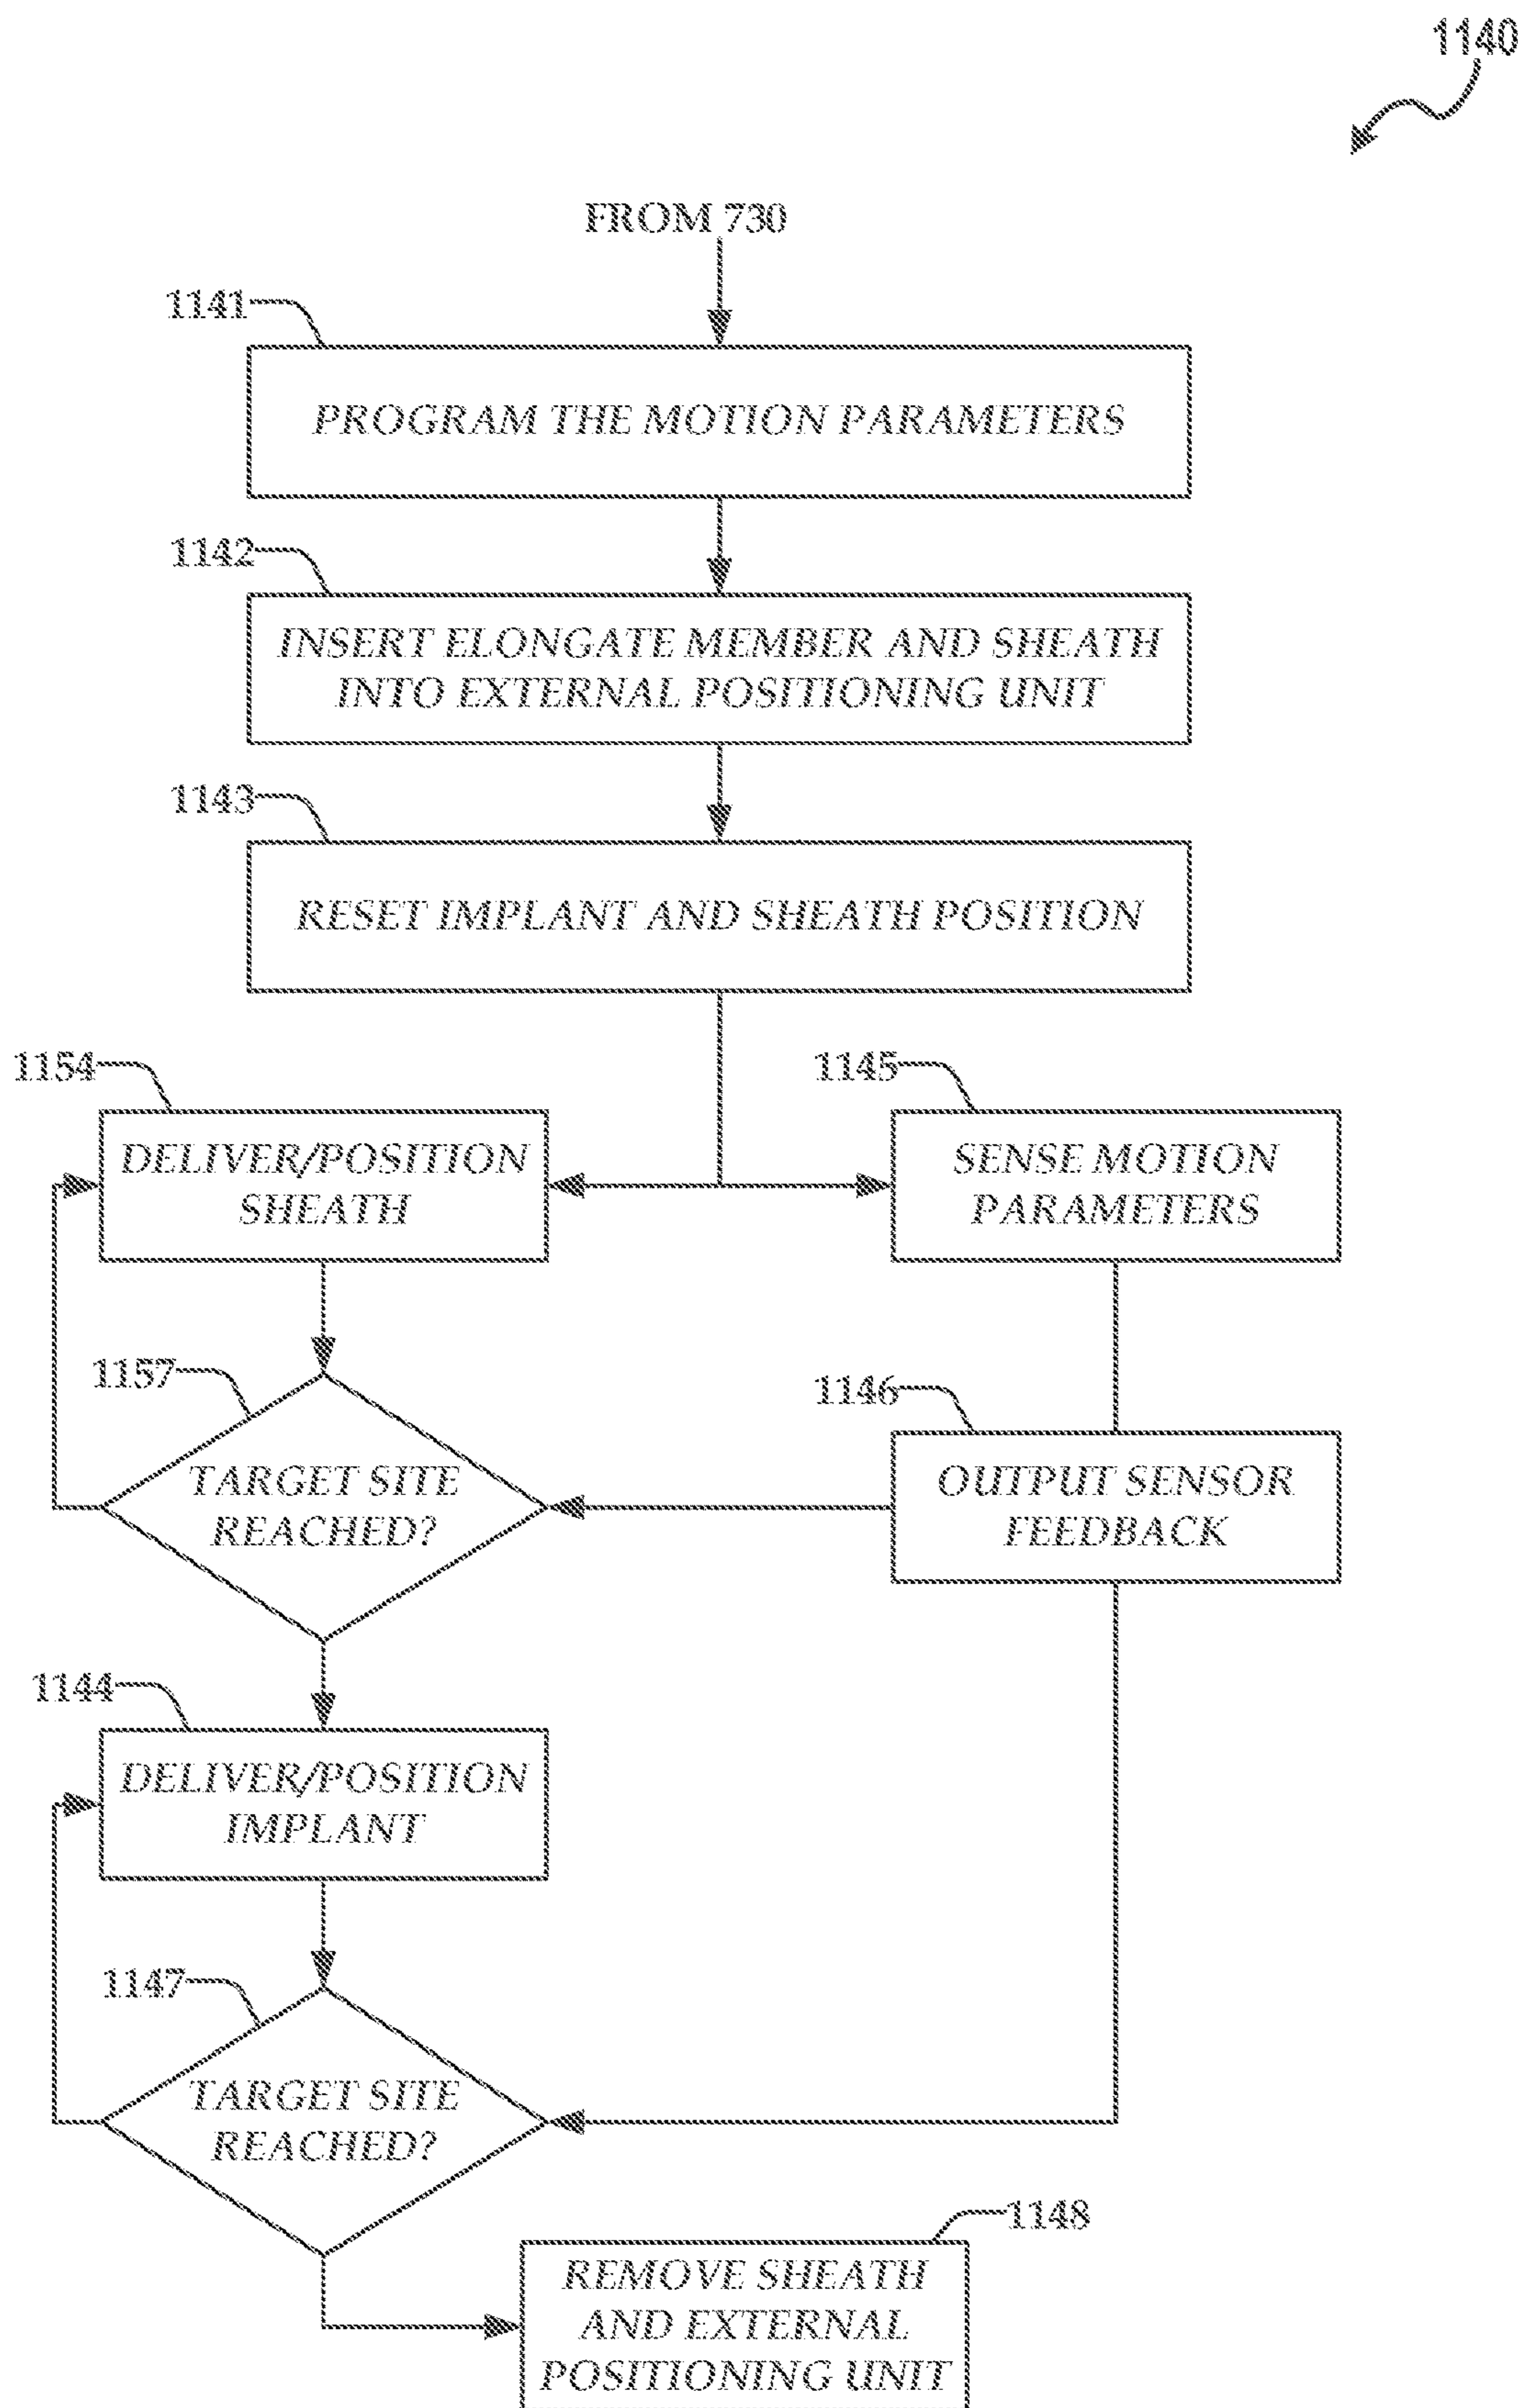 1140
FROM 730
1141
PROGRAM THE MOTION PARAMETERS
1142
INSERT ELONGATE MEMBER AND SHEATH
INTO EXTERNAL POSITIONING UNIT
1143
RESET IMPLANT AND SHEATH POSITION
1154
DELIVER/POSITION
SHEATH
1145
SENSE MOTION
PARAMETERS
1157
TARGET SITE
REACHED?
1146
OUTPUT SENSOR
FEEDBACK
1144
DELIVER/POSITION
IMPLANT
1147
TARGET SITE
REACHED?
1148
REMOVE SHEATH
AND EXTERNAL
POSITIONING UNIT